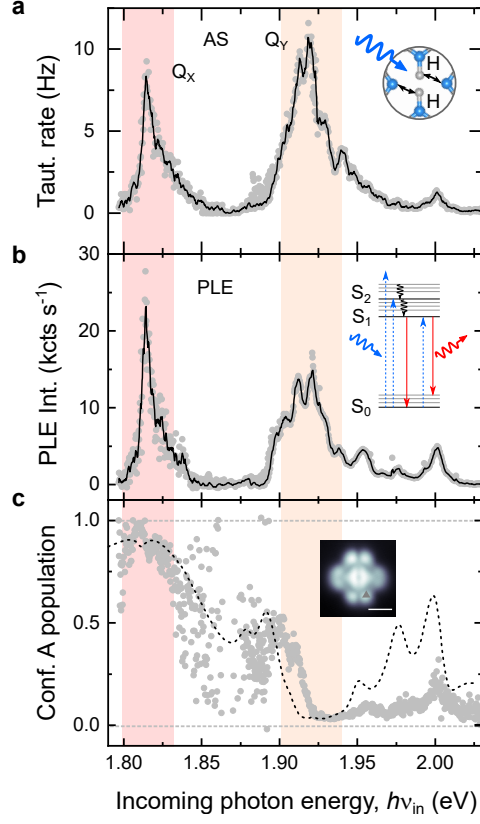 a
AS
Q_X
Q_Y
H
H
Taut. rate (Hz)
10
5
0
b
PLE
S₂
S₁
S₀
PLE Int. (kcts s⁻¹)
30
20
10
0
c
Conf. A population
1.0
0.5
0.0
1.80 1.85 1.90 1.95 2.00
Incoming photon energy, hν_in (eV)